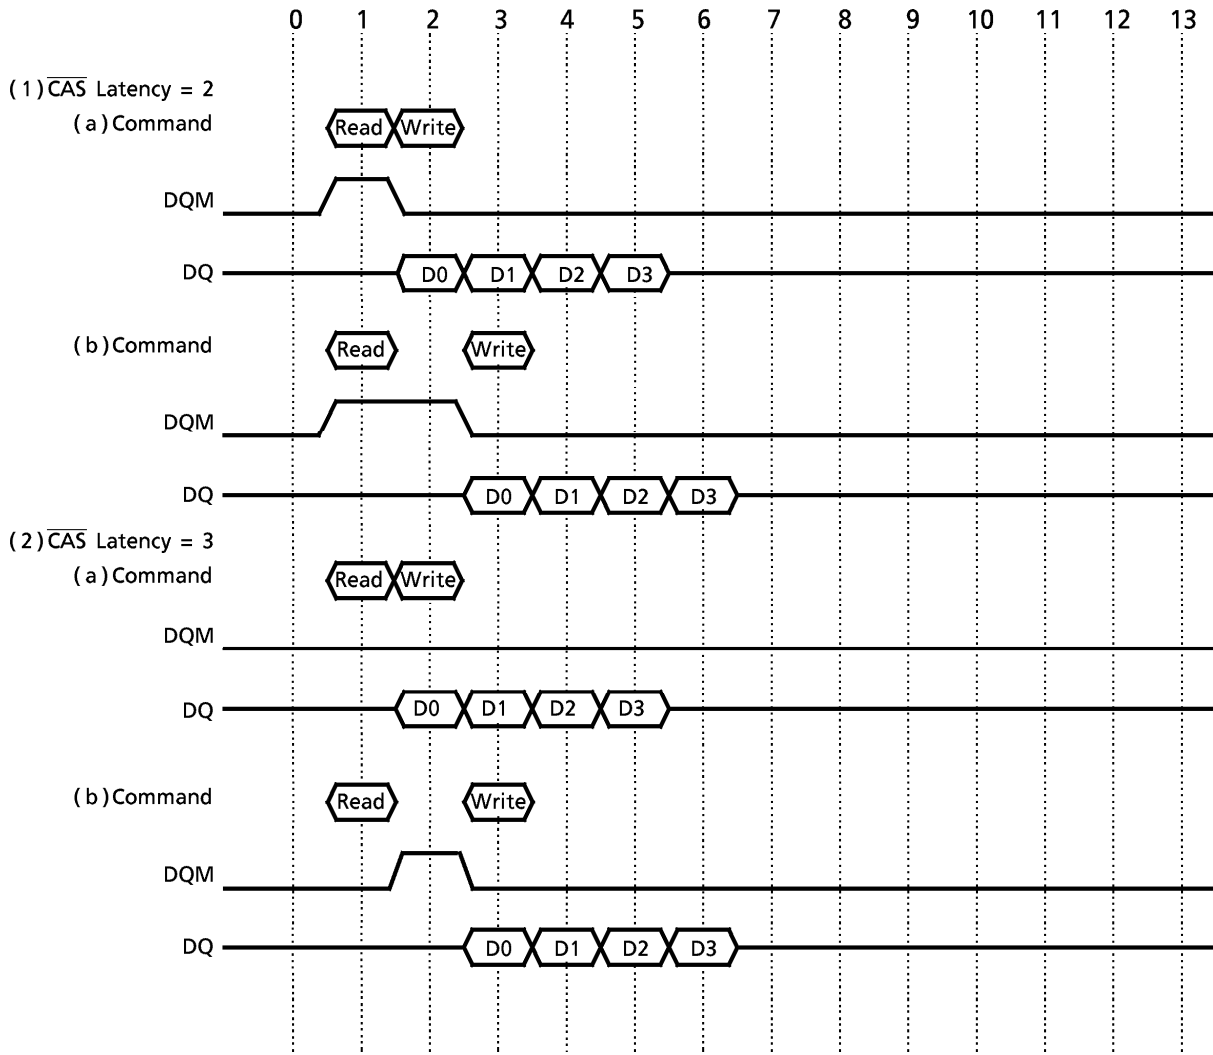 0 1 2 3 4 5 6 7 8 9 10 11 12 13
(1) CAS Latency = 2
(a) Command Read Write
DQM
DQ D0 D1 D2 D3
(b) Command Read Write
DQM
DQ D0 D1 D2 D3
(2) CAS Latency = 3
(a) Command Read Write
DQM
DQ D0 D1 D2 D3
(b) Command Read Write
DQM
DQ D0 D1 D2 D3